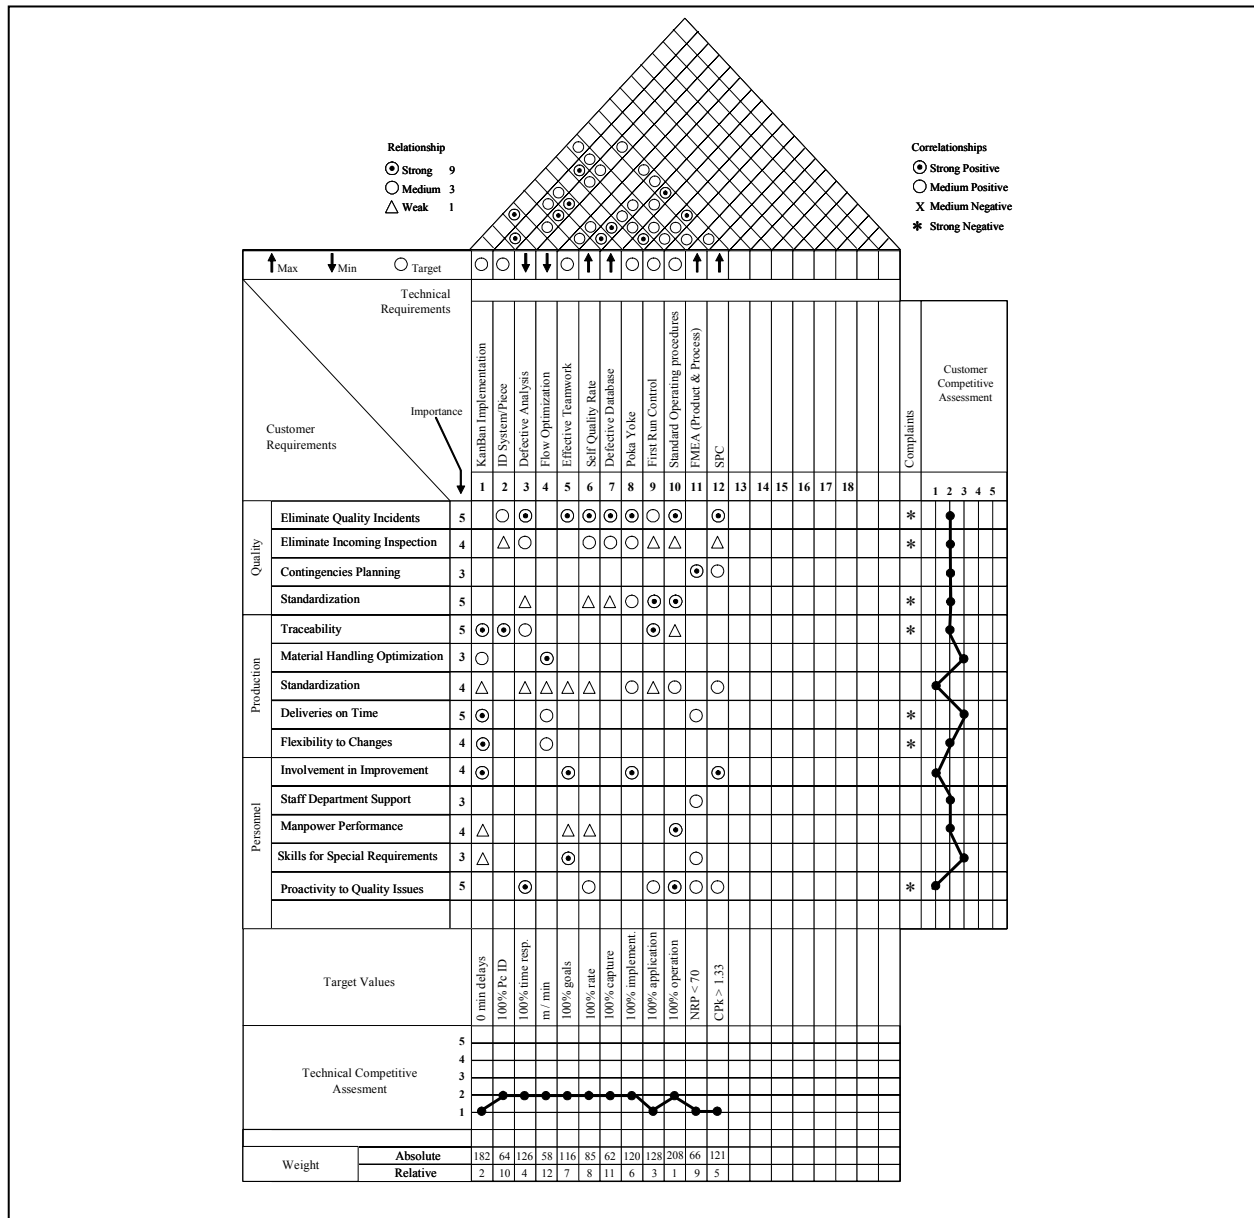 Relationship
Strong 9
Medium 3
Weak 1
Correlationships
Strong Positive
Medium Positive
X Medium Negative
* Strong Negative
Max Min Target
Technical
Requirements
Importance
Customer
Requirements
KanBan Implementation
ID System/Piece
Defective Analysis
Flow Optimization
Effective Teamwork
Self Quality Rate
Defective Database
Poka Yoke
First Run Control
Standard Operating procedures
FMEA (Product & Process)
SPC
Complaints
Customer
Competitive
Assessment
1 2 3 4 5 6 7 8 9 10 11 12 13 14 15 16 17 18
1 2 3 4 5
Quality
Eliminate Quality Incidents 5 *
Eliminate Incoming Inspection 4 *
Contingencies Planning 3
Standardization 5 *
Production
Traceability 5 *
Material Handling Optimization 3
Standardization 4
Deliveries on Time 5 *
Flexibility to Changes 4 *
Personnel
Involvement in Improvement 4
Staff Department Support 3
Manpower Performance 4
Skills for Special Requirements 3
Proactivity to Quality Issues 5 *
Target Values
0 min delays
100% Pc ID
100% time resp.
m / min
100% goals
100% rate
100% capture
100% implement.
100% application
100% operation
NRP < 70
CPk > 1.33
Technical Competitive
Assesment
5
4
3
2
1
Weight
Absolute 182 64 126 58 116 85 62 120 128 208 66 121
Relative 2 10 4 12 7 8 11 6 3 1 9 5